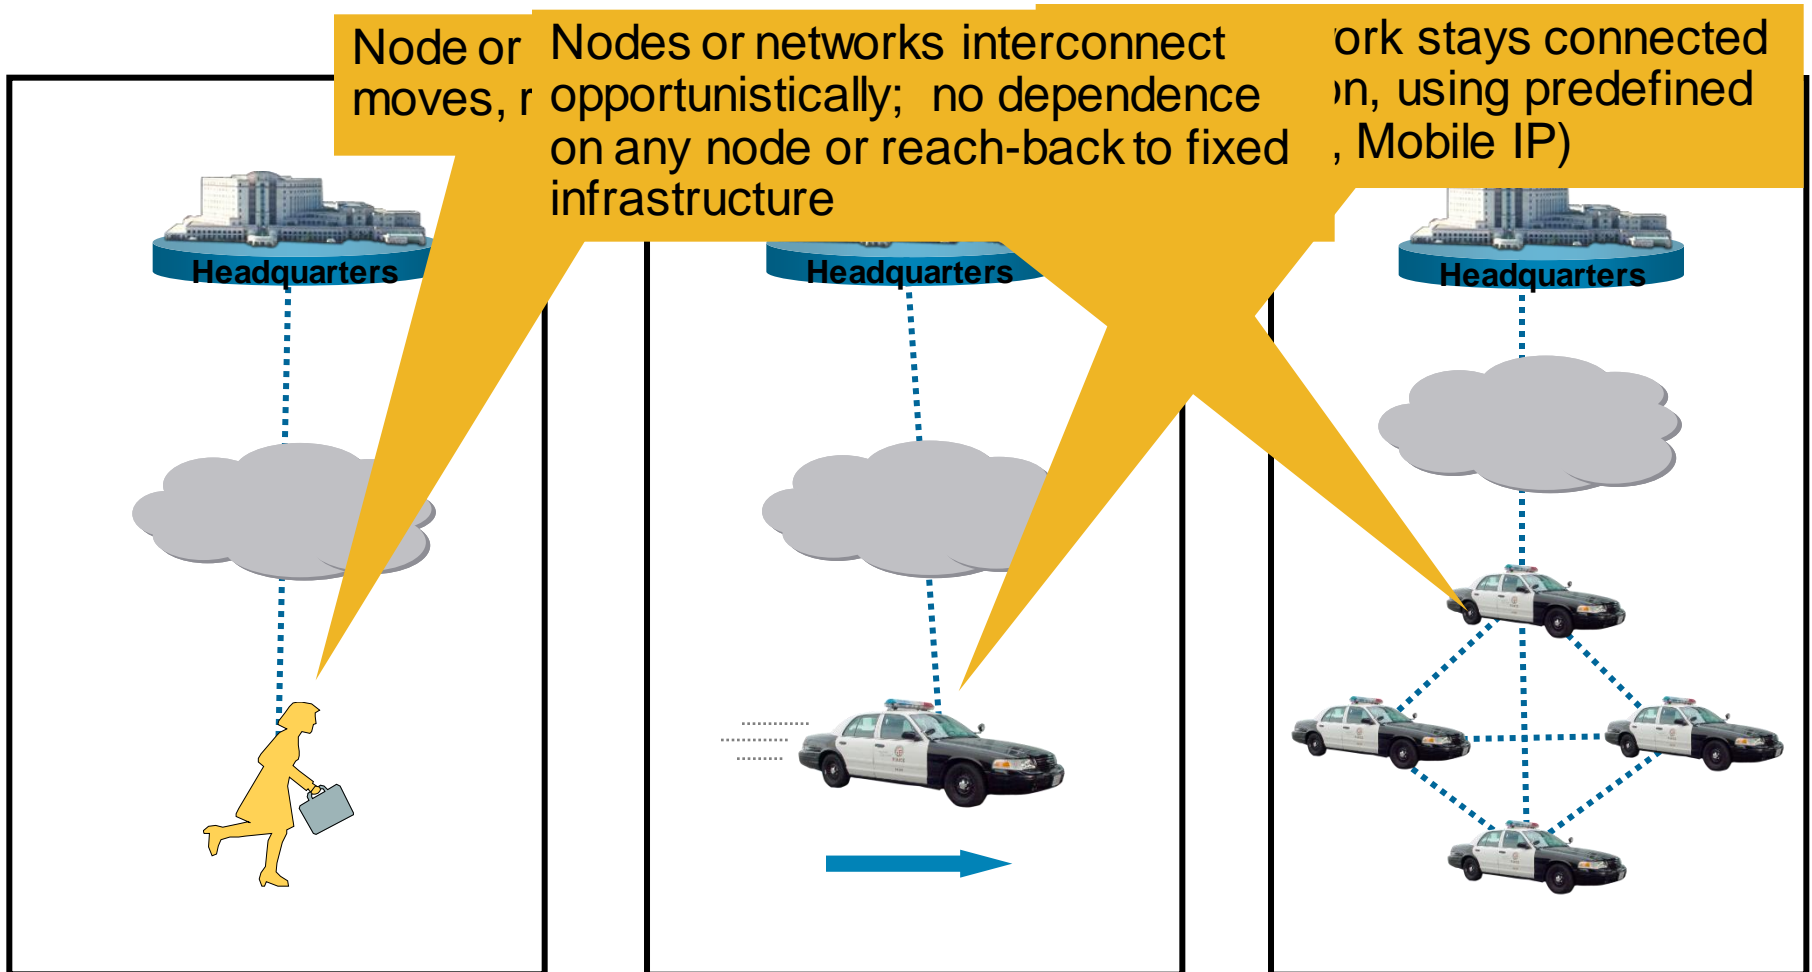 Node or
moves,
Nodes or networks interconnect
opportunistically; no dependence
on any node or reach-back to fixed
infrastructure
stays connected
using predefined
, Mobile IP)
Headquarters
Headquarters
Headquarters